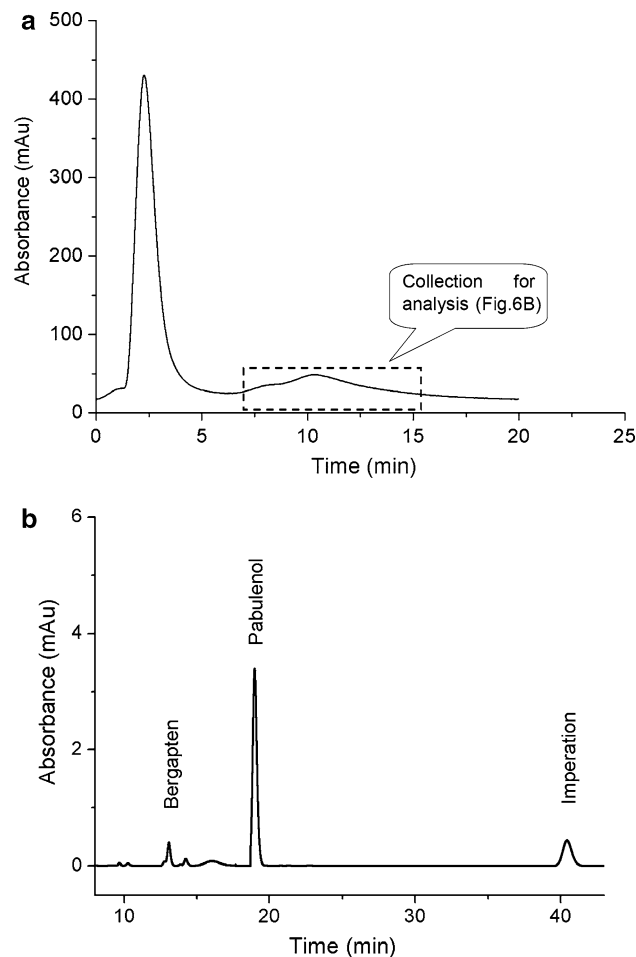 a
500
400
300
200
100
0
Absorbance (mAu)
Collection for
analysis (Fig.6B)
0 5 10 15 20 25
Time (min)
b
6
4
2
0
Absorbance (mAu)
Bergapten
Pabulenol
Imperation
10 20 30 40
Time (min)